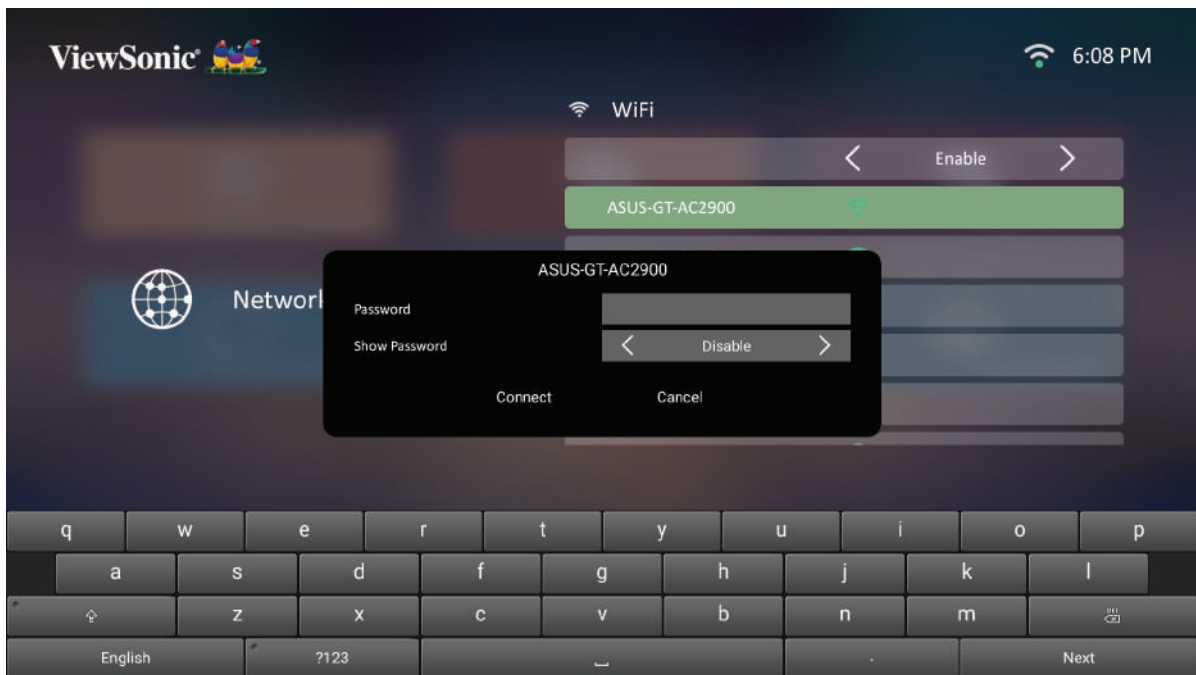 ViewSonic®
6:08 PM
WiFi
Enable
ASUS-GT-AC2900
ASUS-GT-AC2900
Network
Password
Show Password
Disable
Connect Cancel
q w e r t y u i o p
a s d f g h j k l
z x c v b n m DEL
English ?123 . Next